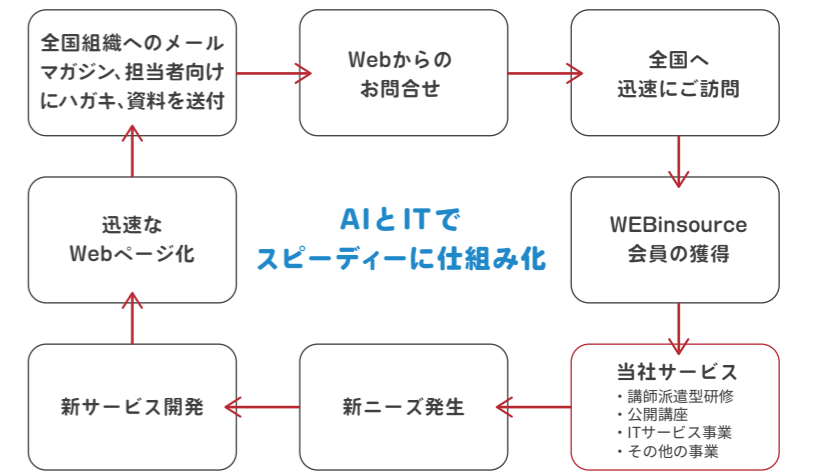 全国組織へのメール
マガジン、担当者向け
にハガキ、資料を送付
Webからの
お問合せ
全国へ
迅速にご訪問
迅速な
Webページ化
AIとITで
スピーディーに仕組み化
WEBinsource
会員の獲得
新サービス開発
新ニーズ発生
当社サービス
・講師派遣型研修
・公開講座
・ITサービス事業
・その他の事業